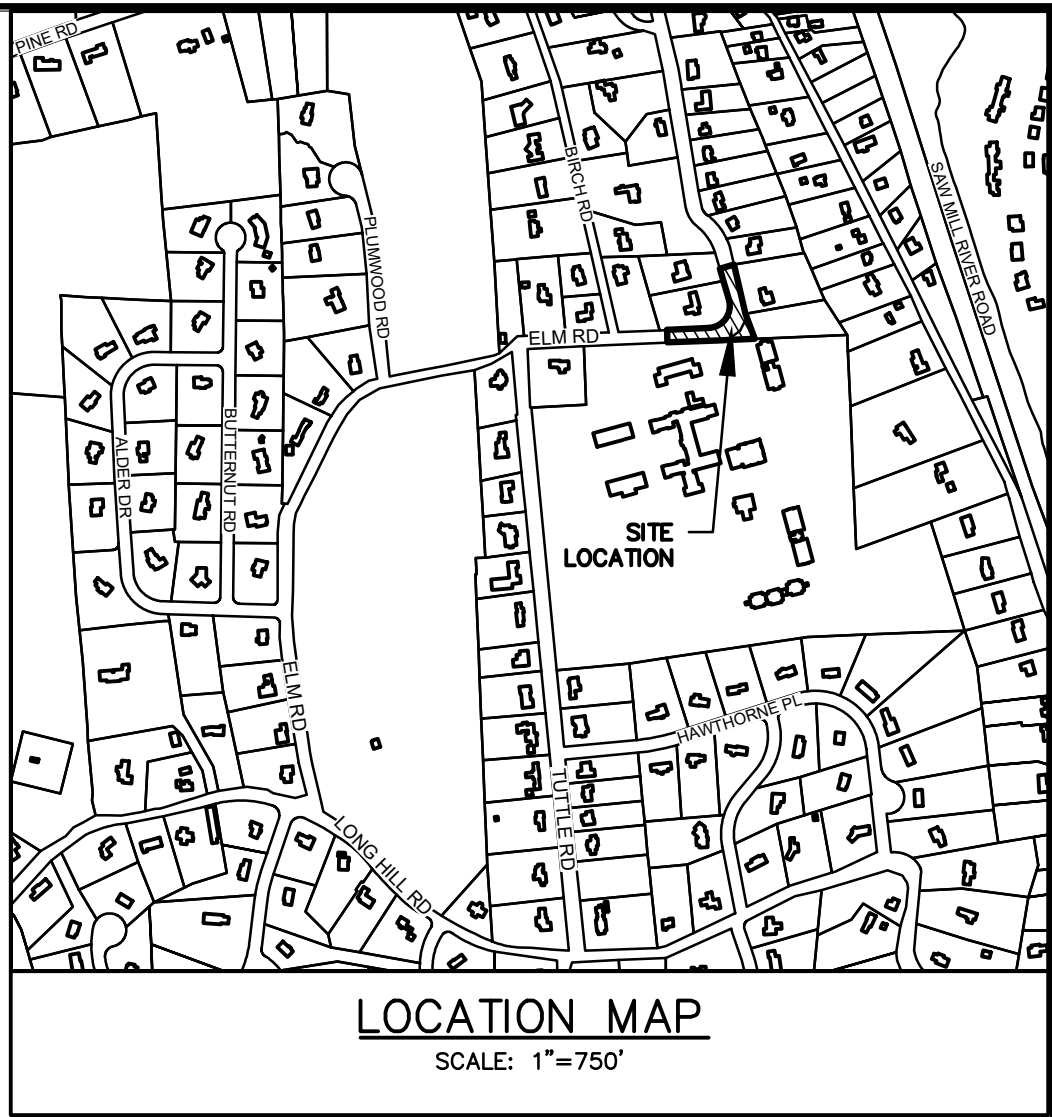 PINE RD
BIRCH RD
SAW MILL RIVER ROAD
PLUMWOOD RD
ELM RD
BUTTERNUT RD
ALDER DR
SITE
LOCATION
ELM RD
HAWTHORNE PL
TUTTLE RD
LONG HILL RD
LOCATION MAP
SCALE: 1"=750'